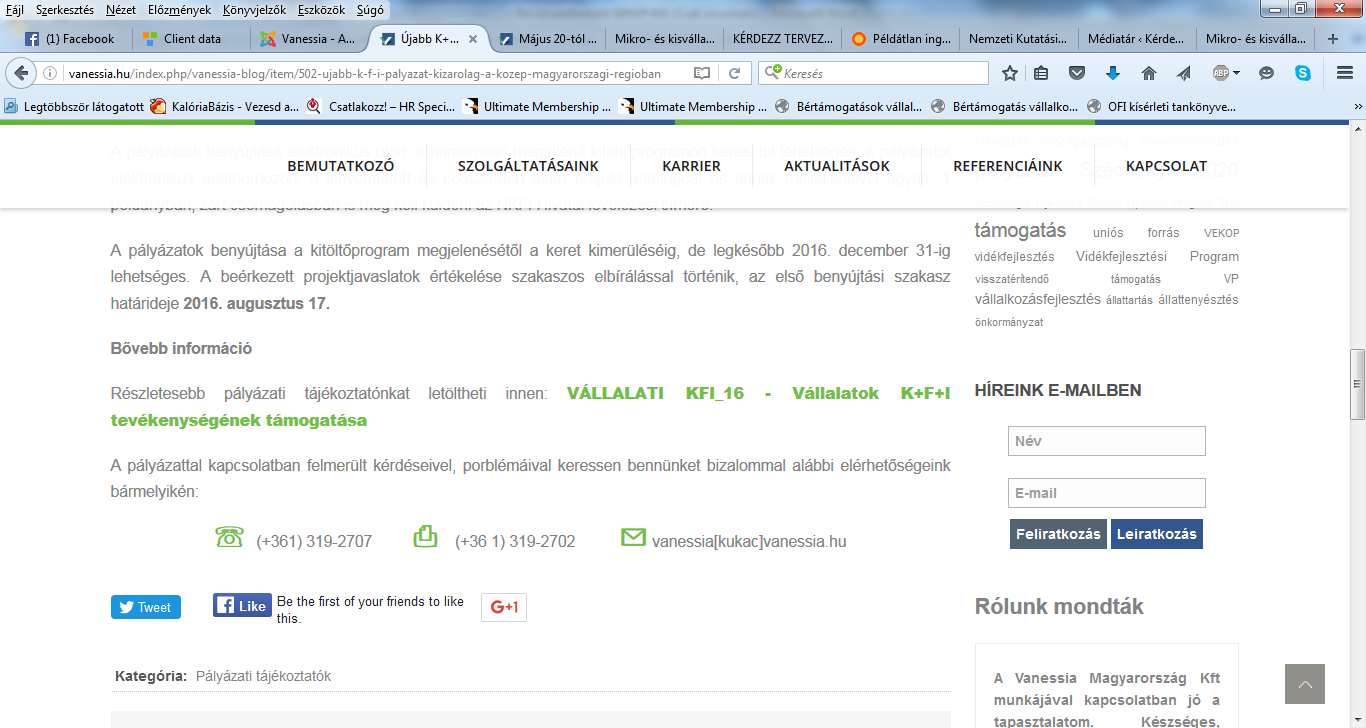 Fájl Szerkesztés Nézet Előzmények Könyvjelzők Eszközök Súgó
(1) Facebook
Client data
Vanessia - A...
Újabb K+...
Május 20-tól ...
Mikro- és kisválla...
KÉRDEZZ TERVEZ...
Példátlan ing...
Nemzeti Kutatási...
Médiatár ‹ Kérde...
Mikro- és kisválla...
vanessia.hu/index.php/vanessia-blog/item/502-ujabb-k-f-i-palyazat-kizarolag-a-kozep-magyarorszagi-regioban
Keresés
ABP
Legtöbbször látogatott
KalóriaBázis - Vezesd a...
Csatlakozz! – HR Speci...
Ultimate Membership ...
Ultimate Membership ...
Bértámogatások vállal...
Bértámogatás vállalko...
OFI kísérleti tankönyve...
BEMUTATKOZÓ
SZOLGÁLTATÁSAINK
KARRIER
AKTUALITÁSOK
REFERENCIÁINK
KAPCSOLAT
A pályázatok benyújtása a kitöltőprogram megjelenésétől a keret kimerüléséig, de legkésőbb 2016. december 31-ig
lehetséges. A beérkezett projektjavaslatok értékelése szakaszos elbírálással történik, az első benyújtási szakasz
határideje 2016. augusztus 17.
Bővebb információ
Részletesebb pályázati tájékoztatónkat letöltheti innen: VÁLLALATI KFI_16 - Vállalatok K+F+I
tevékenységének támogatása
A pályázattal kapcsolatban felmerült kérdéseivel, porblémáival keressen bennünket bizalommal alábbi elérhetőségeink
bármelyikén:
(+361) 319-2707
(+36 1) 319-2702
vanessia[kukac]vanessia.hu
Tweet
Like
Be the first of your friends to like
this.
G+1
Kategória: Pályázati tájékoztatók
támogatás uniós forrás VEKOP
vidékfejlesztés Vidékfejlesztési Program
visszatérítendő támogatás VP
vállalkozásfejlesztés állattartás állattenyésztés
önkormányzat
HÍREINK E-MAILBEN
Név
E-mail
Feliratkozás
Leiratkozás
Rólunk mondták
A Vanessia Magyarország Kft
munkájával kapcsolatban jó a
tapasztalatom. Készséges,